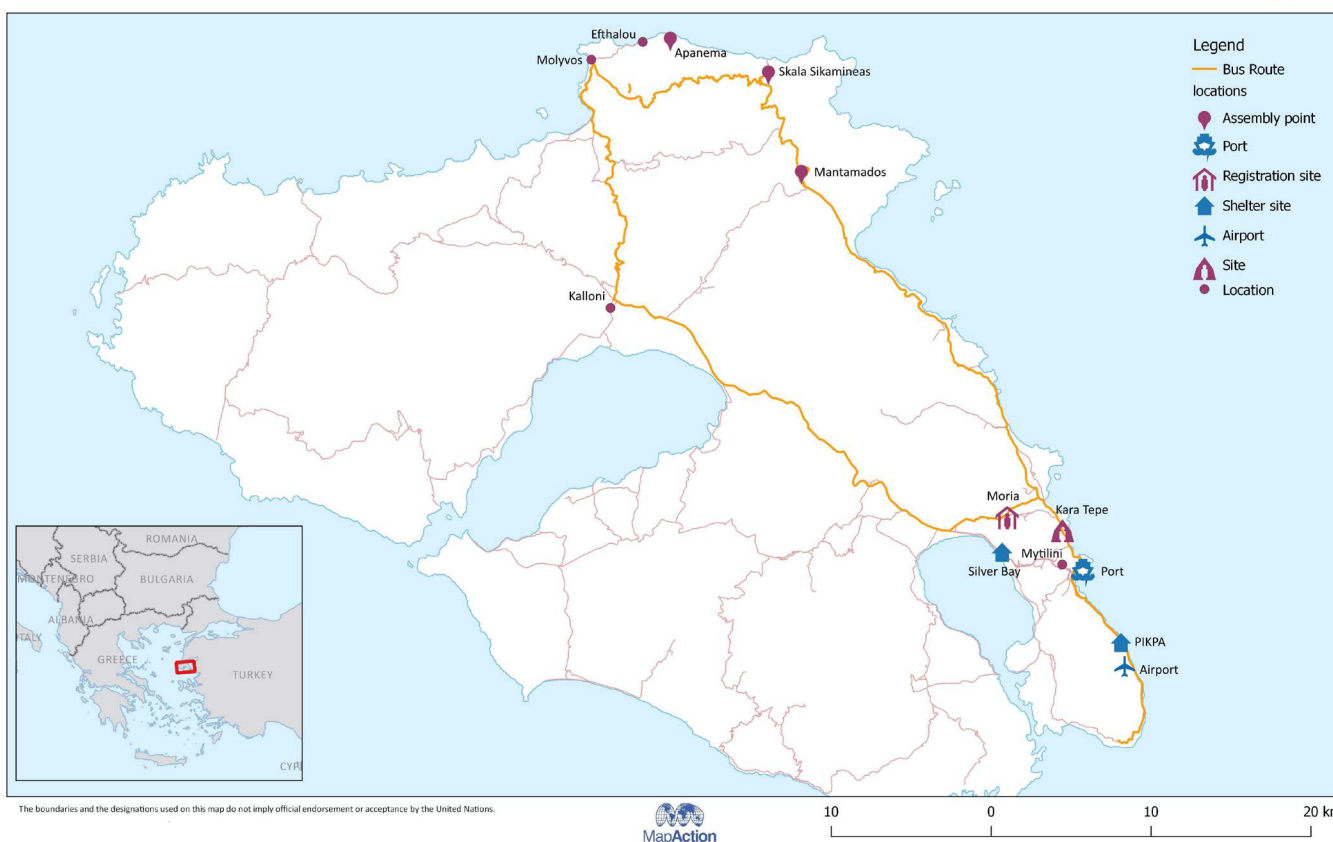 Efthalou
Apanema
Molyvos
Skala Sikamineas
Mantamados
Kalloni
Moria
Kara Tepe
Mytilini
Silver Bay
Port
PIKPA
Airport
Legend
Bus Route
locations
Assembly point
Port
Registration site
Shelter site
Airport
Site
Location
ROMANIA
SERBIA
MONTENEGRO
BULGARIA
ALBANIA
ITALY
GREECE
TURKEY
CYP
The boundaries and the designations used on this map do not imply official endorsement or acceptance by the United Nations.
MapAction
10 0 10 20 km